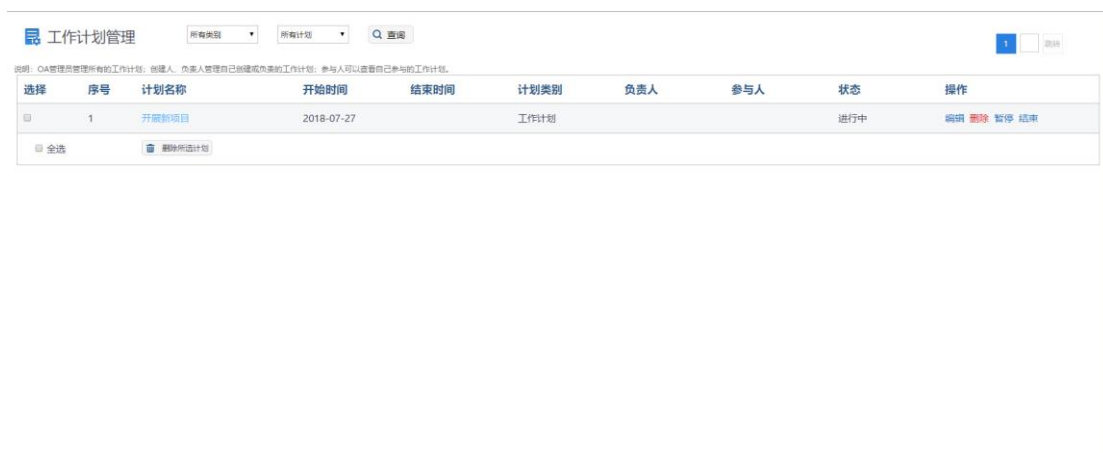 工作计划管理 所有类别 所有计划 查询 1 跳转
说明：OA管理员管理所有的工作计划；创建人、负责人管理自己创建或负责的工作计划；参与人可以查看自己参与的工作计划。
选择 序号 计划名称 开始时间 结束时间 计划类别 负责人 参与人 状态 操作
1 开展新项目 2018-07-27 工作计划 进行中 编辑 删除 暂停 结束
全选 删除所选计划